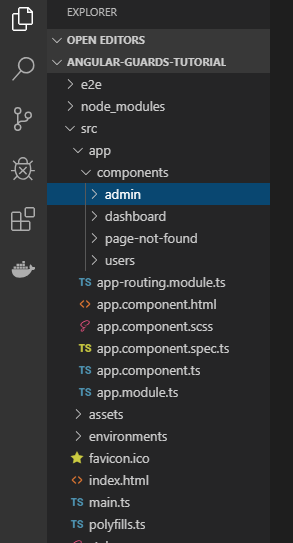 EXPLORER
OPEN EDITORS
ANGULAR-GUARDS-TUTORIAL
e2e
node_modules
src
app
components
admin
dashboard
page-not-found
users
TS app-routing.module.ts
<> app.component.html
app.component.scss
TS app.component.spec.ts
TS app.component.ts
TS app.module.ts
assets
environments
favicon.ico
<> index.html
TS main.ts
TS polyfills.ts